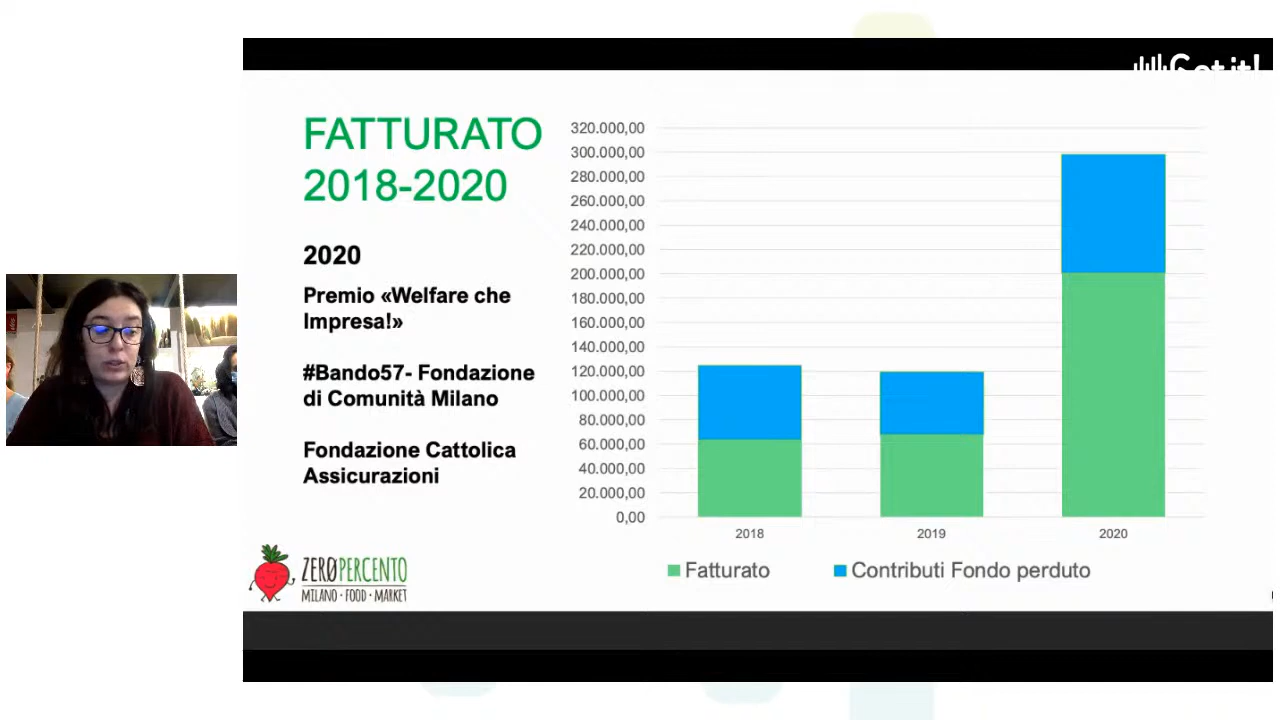 Get it!
FATTURATO
2018-2020
2020
Premio «Welfare che
Impresa!»
#Bando57- Fondazione
di Comunità Milano
Fondazione Cattolica
Assicurazioni
ZERØPERCENTO
MILANO · FOOD · MARKET
320.000,00
300.000,00
280.000,00
260.000,00
240.000,00
220.000,00
200.000,00
180.000,00
160.000,00
140.000,00
120.000,00
100.000,00
80.000,00
60.000,00
40.000,00
20.000,00
0,00
2018 2019 2020
Fatturato Contributi Fondo perduto